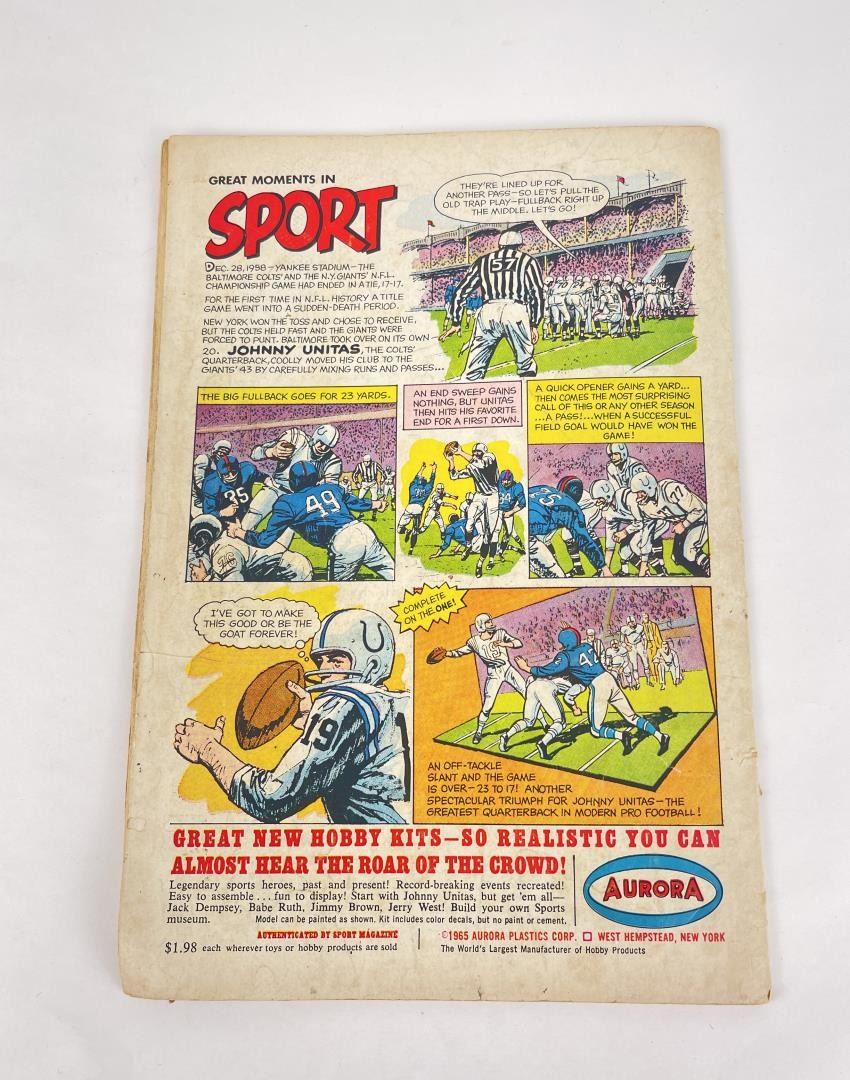 GREAT MOMENTS IN
SPORT
DEC. 28, 1958-YANKEE STADIUM-THE
BALTIMORE COLTS' AND THE N.Y. GIANTS' N.F.L.
CHAMPIONSHIP GAME HAD ENDED IN A TIE, 17-17.
FOR THE FIRST TIME IN N.F.L. HISTORY A TITLE
GAME WENT INTO A SUDDEN-DEATH PERIOD.
NEW YORK WON THE TOSS AND CHOSE TO RECEIVE,
BUT THE COLTS HELD FAST AND THE GIANTS WERE
FORCED TO PUNT. BALTIMORE TOOK OVER ON ITS OWN
20. JOHNNY UNITAS, THE COLTS'
QUARTERBACK, COOLLY MOVED HIS CLUB TO THE
GIANTS' 43 BY CAREFULLY MIXING RUNS AND PASSES...
THEY'RE LINED UP FOR
ANOTHER PASS-SO LET'S PULL THE
OLD TRAP PLAY-FULLBACK RIGHT UP
THE MIDDLE. LET'S GO!
57
THE BIG FULLBACK GOES FOR 23 YARDS.
35
49
AN END SWEEP GAINS
NOTHING, BUT UNITAS
THEN HITS HIS FAVORITE
END FOR A FIRST DOWN.
A QUICK OPENER GAINS A YARD...
THEN COMES THE MOST SURPRISING
CALL OF THIS OR ANY OTHER SEASON
...A PASS!...WHEN A SUCCESSFUL
FIELD GOAL WOULD HAVE WON THE
GAME!
77
I'VE GOT TO MAKE
THIS GOOD OR BE THE
GOAT FOREVER!
19
COMPLETE
ON THE ONE!
42
AN OFF-TACKLE
SLANT AND THE GAME
IS OVER-23 TO 17! ANOTHER
SPECTACULAR TRIUMPH FOR JOHNNY UNITAS-THE
GREATEST QUARTERBACK IN MODERN PRO FOOTBALL!
GREAT NEW HOBBY KITS—SO REALISTIC YOU CAN
ALMOST HEAR THE ROAR OF THE CROWD!
Legendary sports heroes, past and present! Record-breaking events recreated!
Easy to assemble . . . fun to display! Start with Johnny Unitas, but get 'em all—
Jack Dempsey, Babe Ruth, Jimmy Brown, Jerry West! Build your own Sports
museum. Model can be painted as shown. Kit includes color decals, but no paint or cement.
AURORA
AUTHENTICATED BY SPORT MAGAZINE
$1.98 each wherever toys or hobby products are sold
©1965 AURORA PLASTICS CORP. WEST HEMPSTEAD, NEW YORK
The World's Largest Manufacturer of Hobby Products